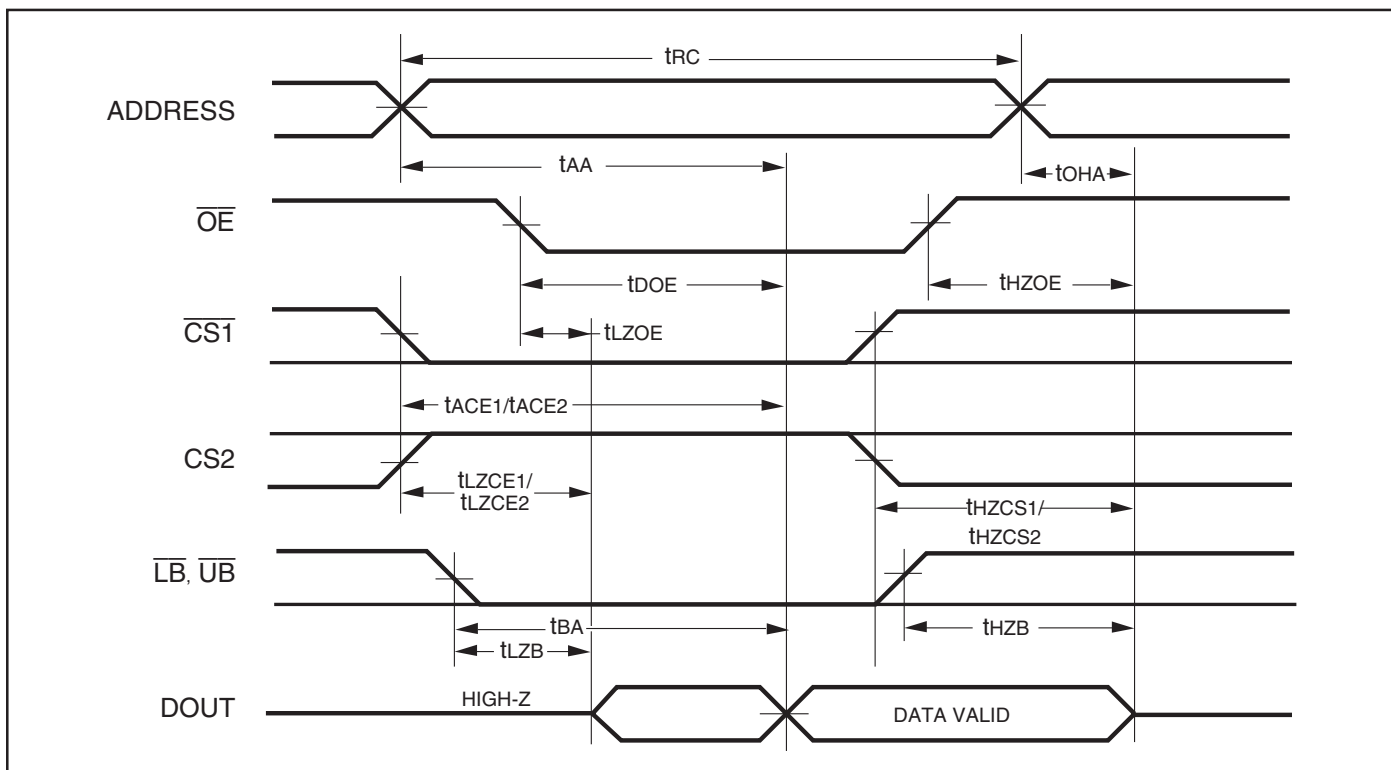 tRC
ADDRESS
tAA
tOHA
OE
tDOE
tHZOE
CS1
tLZOE
tACE1/tACE2
CS2
tLZCE1/
tLZCE2
tHZCS1/
tHZCS2
LB, UB
tBA
tHZB
tLZB
HIGH-Z
DOUT
DATA VALID